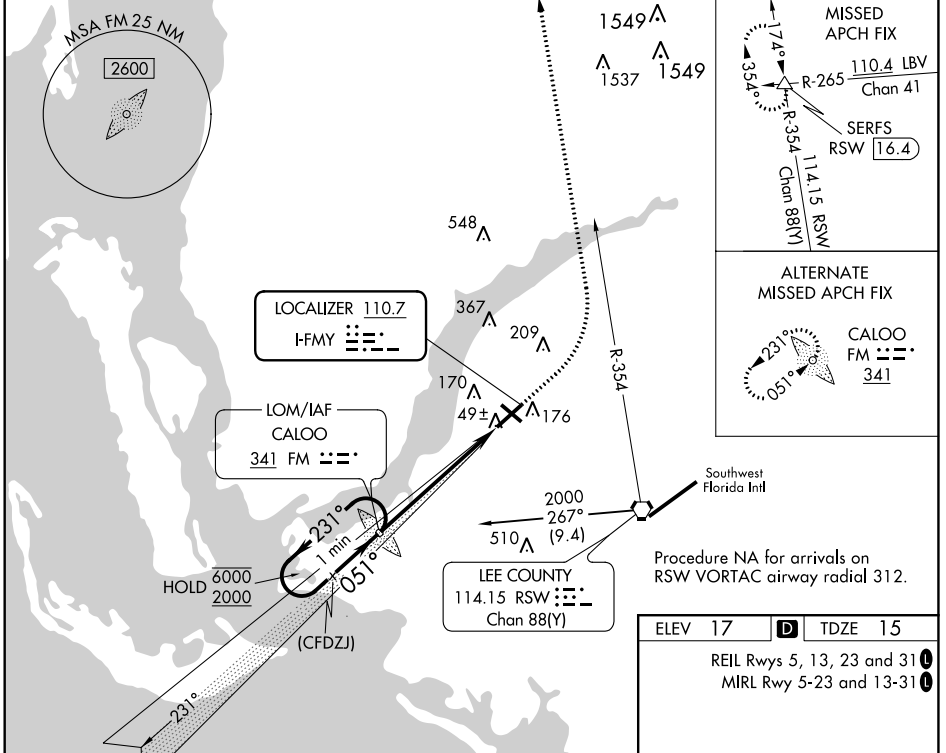 MSA FM 25 NM
2600
1549
1537
1549
MISSED
APCH FIX
174°
354°
R-265
110.4 LBV
Chan 41
SERFS
RSW 16.4
R-354
114.15 RSW
Chan 88(Y)
548
LOCALIZER 110.7
I-FMY
367
209
R-354
170
49±
176
ALTERNATE
MISSED APCH FIX
231°
051°
CALOO
FM
341
LOM/IAF
CALOO
341 FM
231°
1 min
051°
HOLD 6000
2000
(CFDZJ)
231°
Southwest
Florida Intl
2000
267°
(9.4)
510
LEE COUNTY
114.15 RSW
Chan 88(Y)
Procedure NA for arrivals on
RSW VORTAC airway radial 312.
ELEV 17 D TDZE 15
REIL Rwys 5, 13, 23 and 31 L
MIRL Rwy 5-23 and 13-31 L